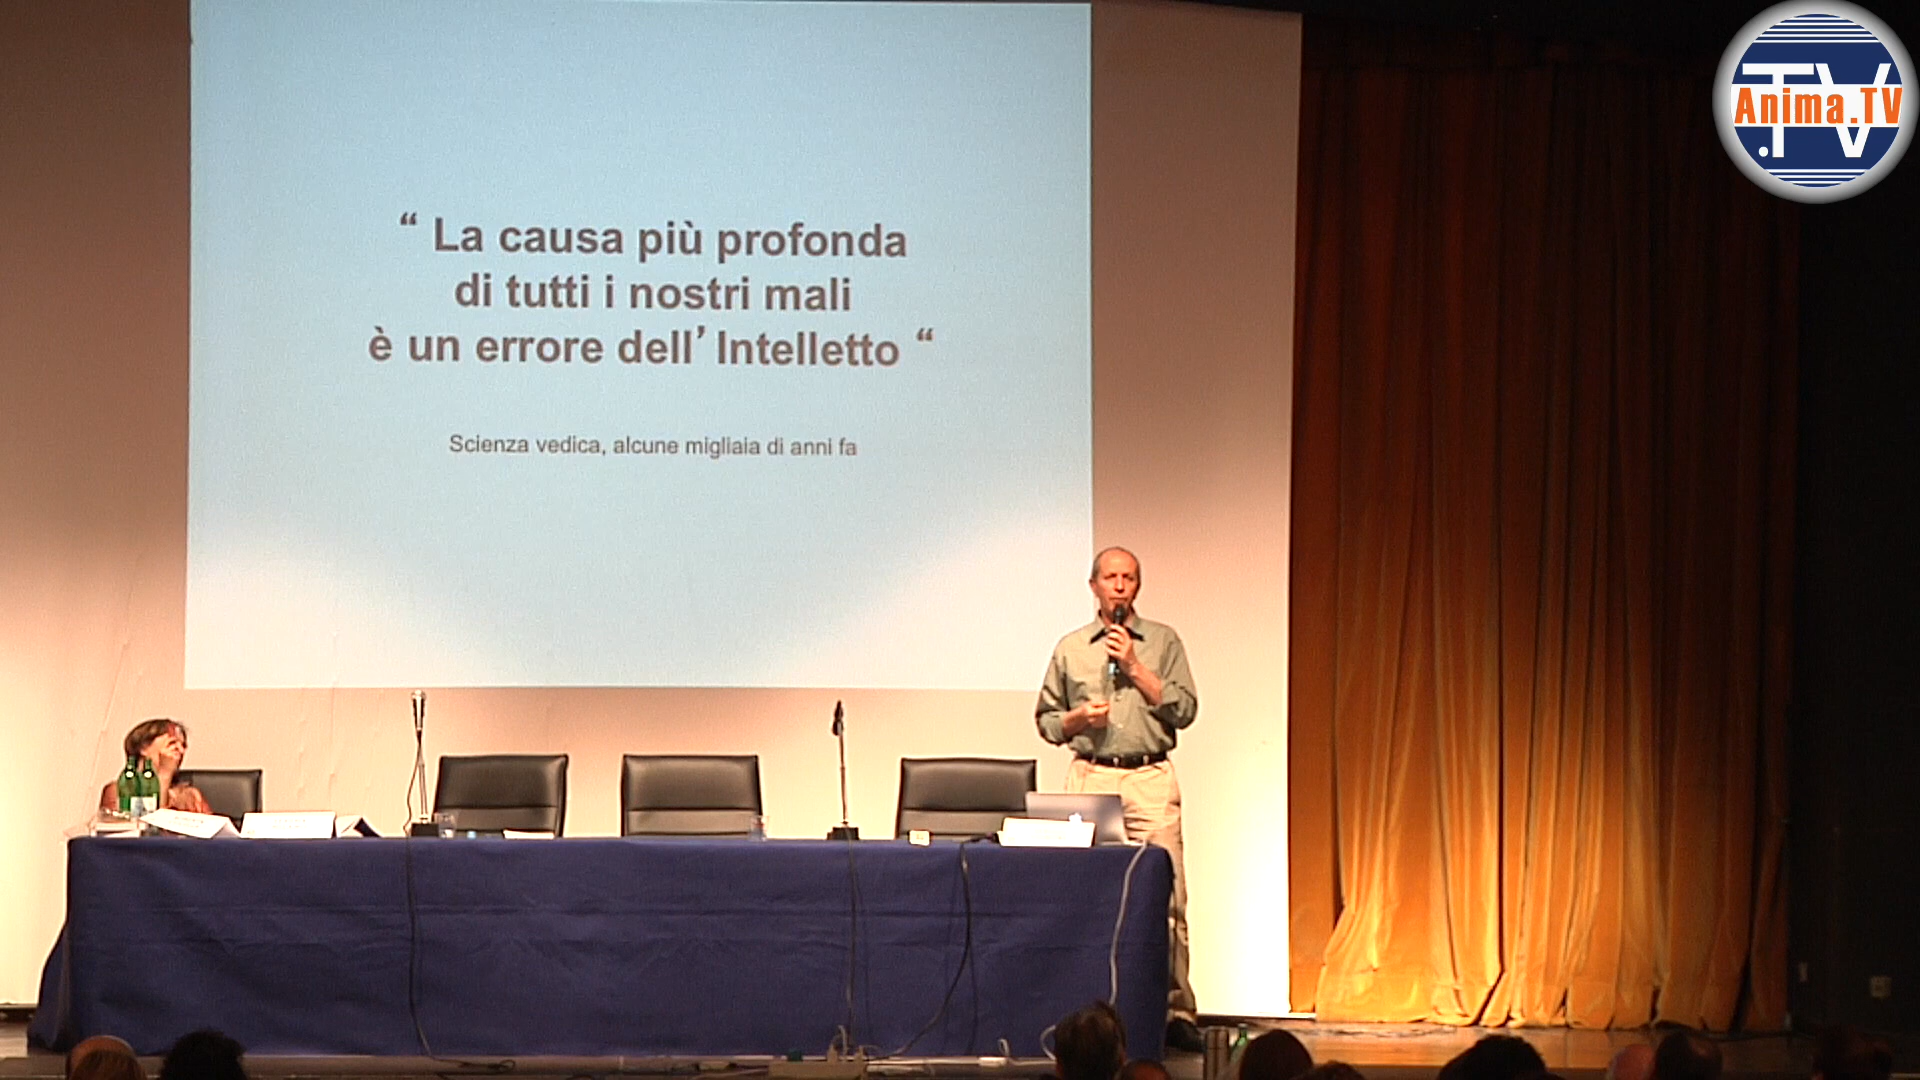 “ La causa più profonda
di tutti i nostri mali
è un errore dell’ Intelletto “
Scienza vedica, alcune migliaia di anni fa
.TV
Anima.TV